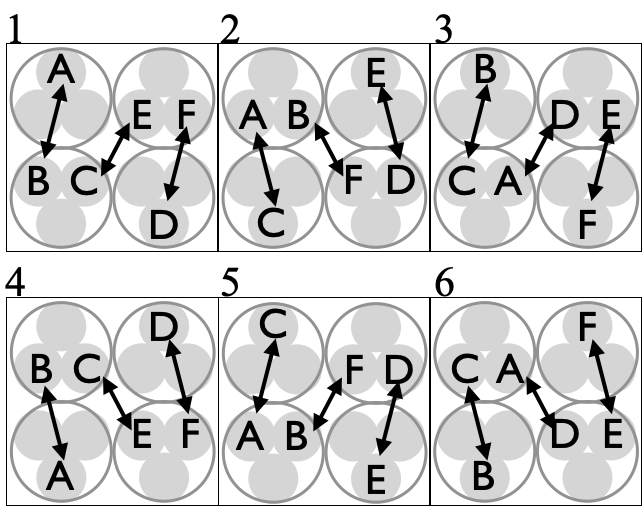 1 2 3
A E B
E F A B D E
B C F D C A
D C F
4 5 6
D C F
B C F D C A
E F A B D E
A E B